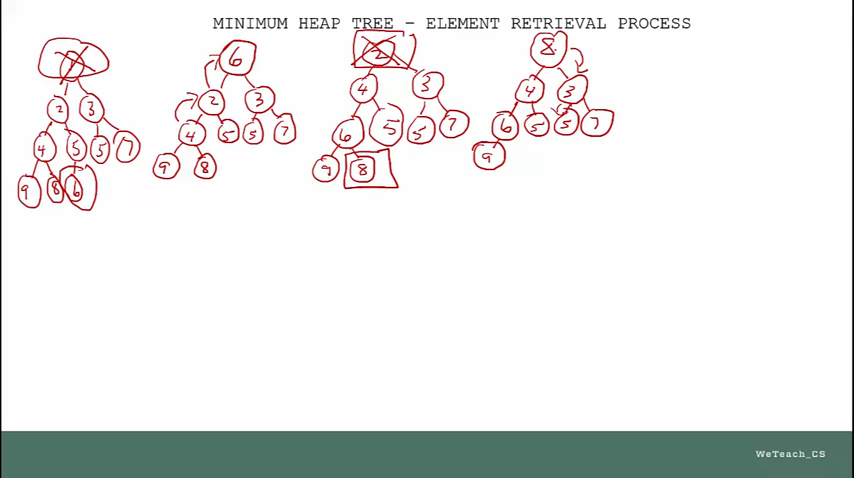 MINIMUM HEAP TREE - ELEMENT RETRIEVAL PROCESS
1 6 2 8
2 3 2 3 4 3 4 3
4 5 5 7 4 5 5 7 6 5 5 7 6 5 5 7
9 8 6 9 8 9 8 9
WeTeach_CS